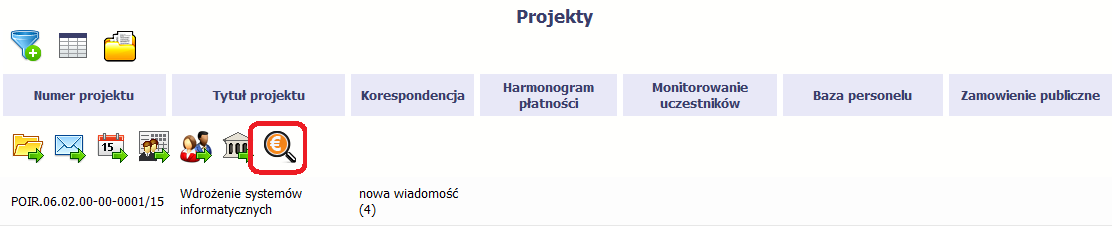 Projekty
Numer projektu
Tytuł projektu
Korespondencja
Harmonogram
płatności
Monitorowanie
uczestników
Baza personelu
Zamowienie publiczne
15
€
POIR.06.02.00-00-0001/15
Wdrożenie systemów
informatycznych
nowa wiadomość
(4)